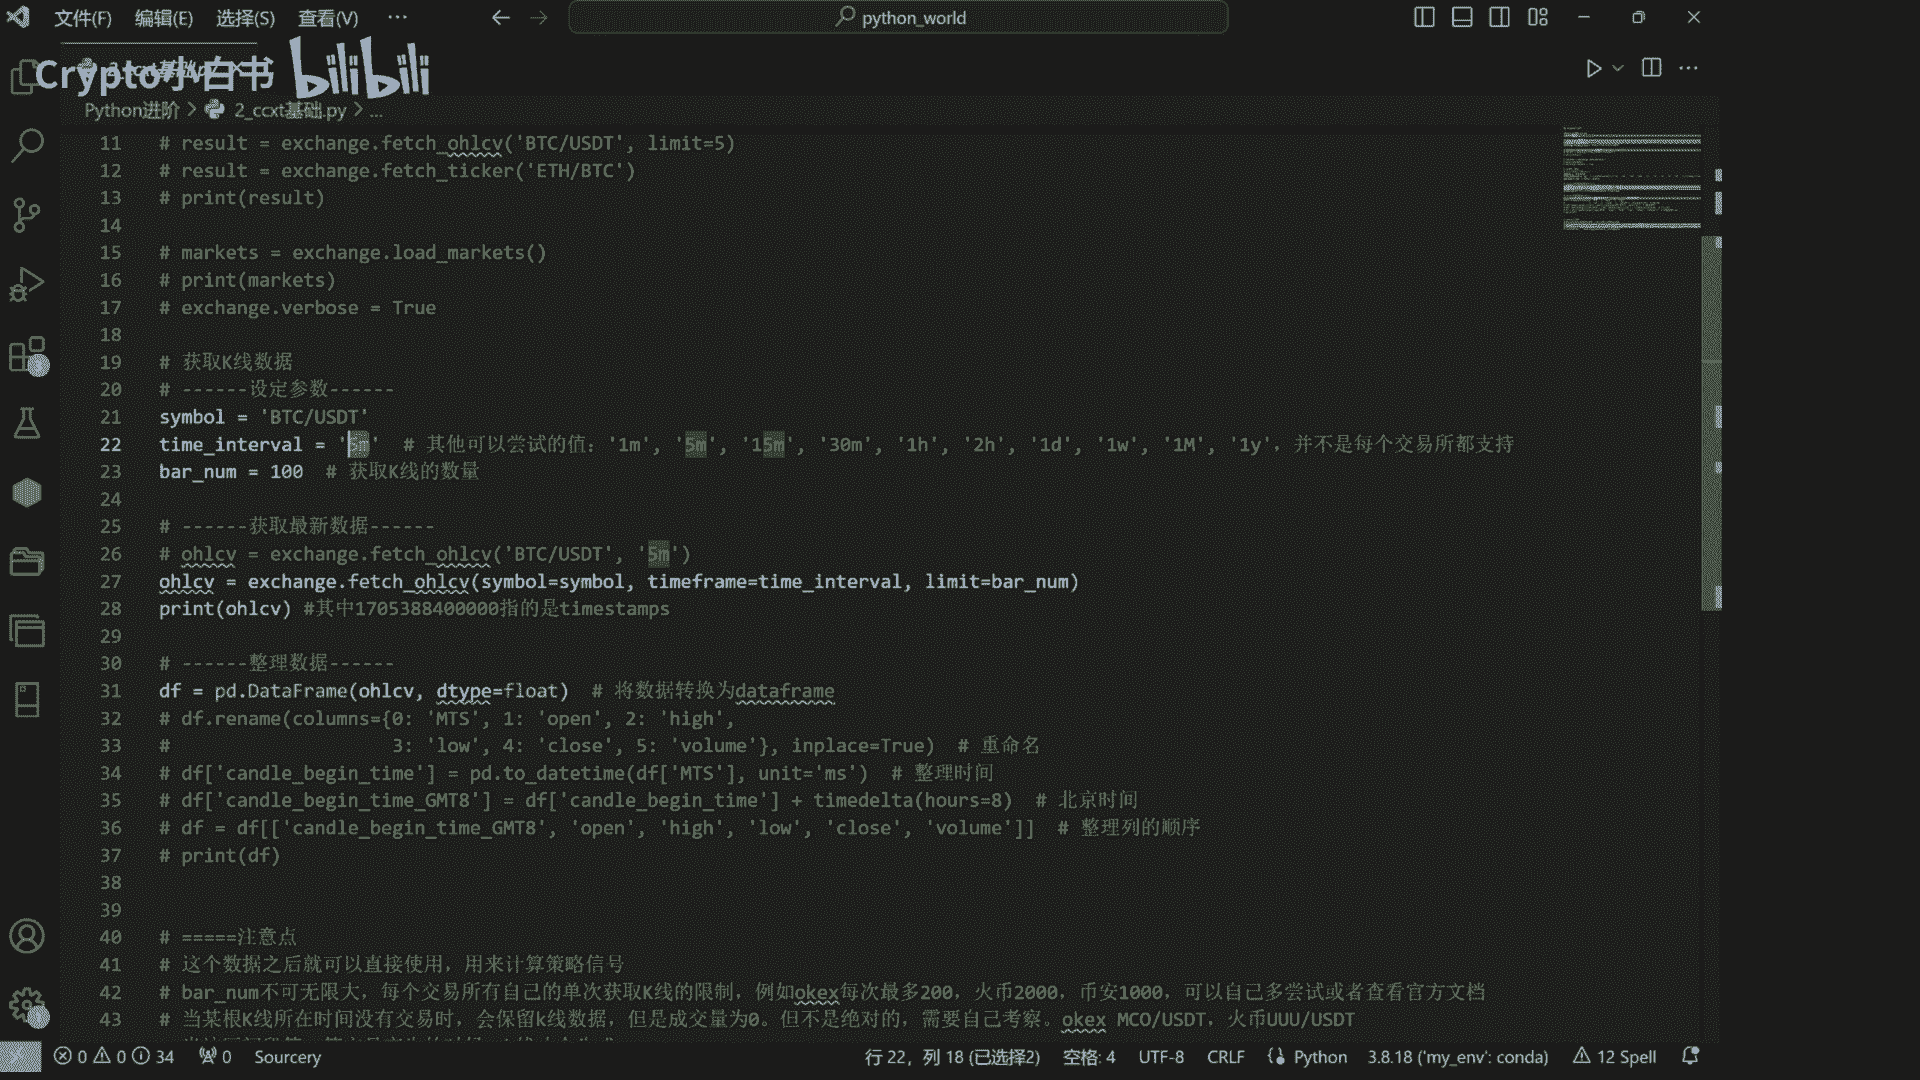 文件(F) 编辑(E) 选择(S) 查看(V) ··· python_world
Crypto小白书 bilibili
Python进阶 > 2_ccxt基础.py > ...
11 # result = exchange.fetch_ohlcv('BTC/USDT', limit=5)
12 # result = exchange.fetch_ticker('ETH/BTC')
13 # print(result)
14
15 # markets = exchange.load_markets()
16 # print(markets)
17 # exchange.verbose = True
18
19 # 获取K线数据
20 # ------设定参数------
21 symbol = 'BTC/USDT'
22 time_interval = '5m' # 其他可以尝试的值：'1m', '5m', '15m', '30m', '1h', '2h', '1d', '1w', '1M', '1y'，并不是每个交易所都支持
23 bar_num = 100 # 获取K线的数量
24
25 # ------获取最新数据------
26 # ohlcv = exchange.fetch_ohlcv('BTC/USDT', '5m')
27 ohlcv = exchange.fetch_ohlcv(symbol=symbol, timeframe=time_interval, limit=bar_num)
28 print(ohlcv) #其中1705388400000指的是timestamps
29
30 # ------整理数据------
31 df = pd.DataFrame(ohlcv, dtype=float) # 将数据转换为dataframe
32 # df.rename(columns={0: 'MTS', 1: 'open', 2: 'high',
33 # 3: 'low', 4: 'close', 5: 'volume'}, inplace=True) # 重命名
34 # df['candle_begin_time'] = pd.to_datetime(df['MTS'], unit='ms') # 整理时间
35 # df['candle_begin_time_GMT8'] = df['candle_begin_time'] + timedelta(hours=8) # 北京时间
36 # df = df[['candle_begin_time_GMT8', 'open', 'high', 'low', 'close', 'volume']] # 整理列的顺序
37 # print(df)
38
39
40 # =====注意点
41 # 这个数据之后就可以直接使用，用来计算策略信号
42 # bar_num不可无限大，每个交易所有自己的单次获取K线的限制，例如okex每次最多200，火币2000，币安1000，可以自己多尝试或者查看官方文档
43 # 当某根K线所在时间没有交易时，会保留k线数据，但是成交量为0。但不是绝对的，需要自己考察。okex MCO/USDT，火币UUU/USDT
0 0 34 0 Sourcery 行 22，列 18 (已选择2) 空格: 4 UTF-8 CRLF Python 3.8.18 ('my_env': conda) 12 Spell